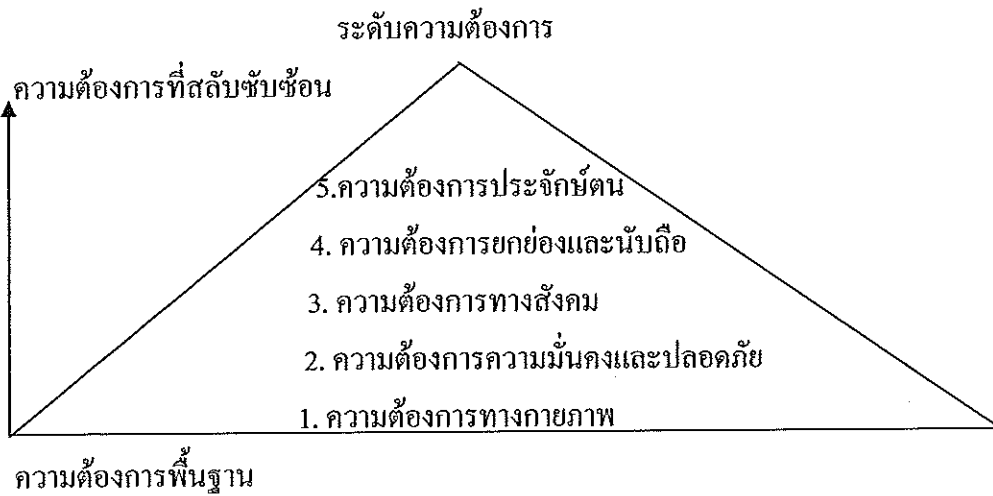 ระดับความต้องการ
ความต้องการที่สลับซับซ้อน
5.ความต้องการประจักษ์ตน
4. ความต้องการยกย่องและนับถือ
3. ความต้องการทางสังคม
2. ความต้องการความมั่นคงและปลอดภัย
1. ความต้องการทางกายภาพ
ความต้องการพื้นฐาน